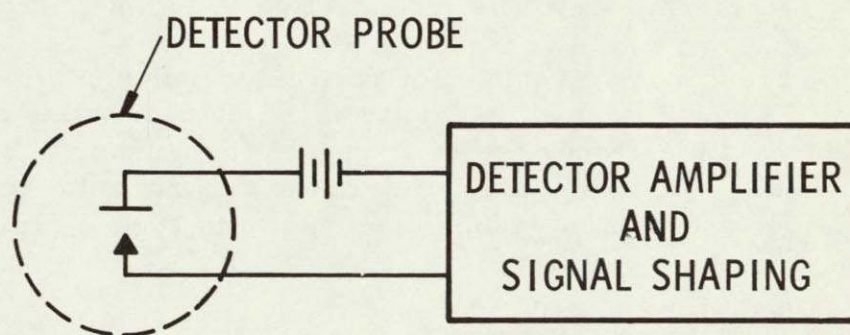 DETECTOR PROBE
DETECTOR AMPLIFIER
AND
SIGNAL SHAPING